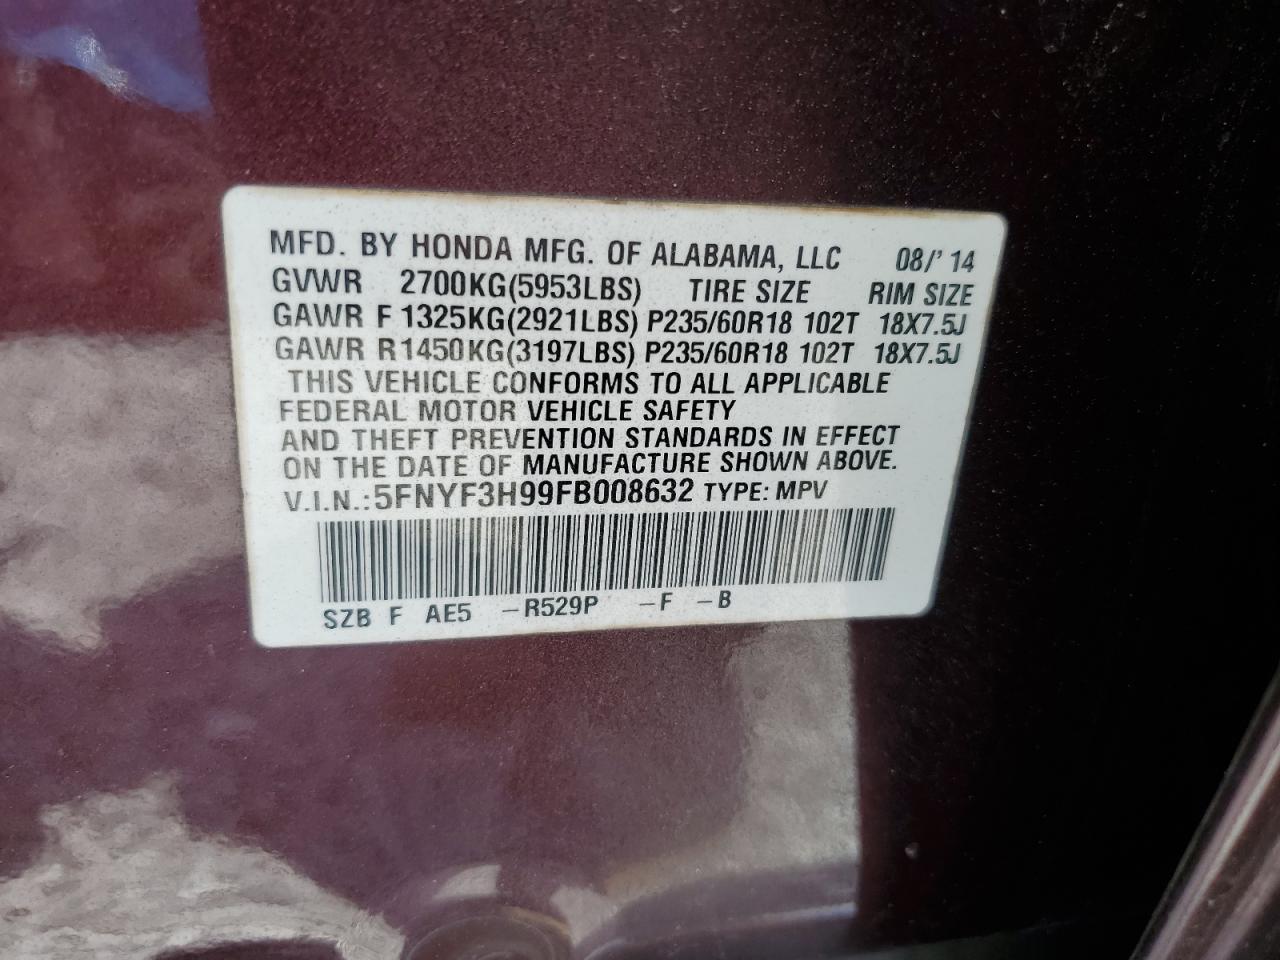 MFD. BY HONDA MFG. OF ALABAMA, LLC 08/' 14
GVWR 2700KG(5953LBS) TIRE SIZE RIM SIZE
GAWR F 1325KG(2921LBS) P235/60R18 102T 18X7.5J
GAWR R1450KG(3197LBS) P235/60R18 102T 18X7.5J
THIS VEHICLE CONFORMS TO ALL APPLICABLE
FEDERAL MOTOR VEHICLE SAFETY
AND THEFT PREVENTION STANDARDS IN EFFECT
ON THE DATE OF MANUFACTURE SHOWN ABOVE.
V.I.N.:5FNYF3H99FB008632 TYPE: MPV
SZB F AE5 -R529P -F -B